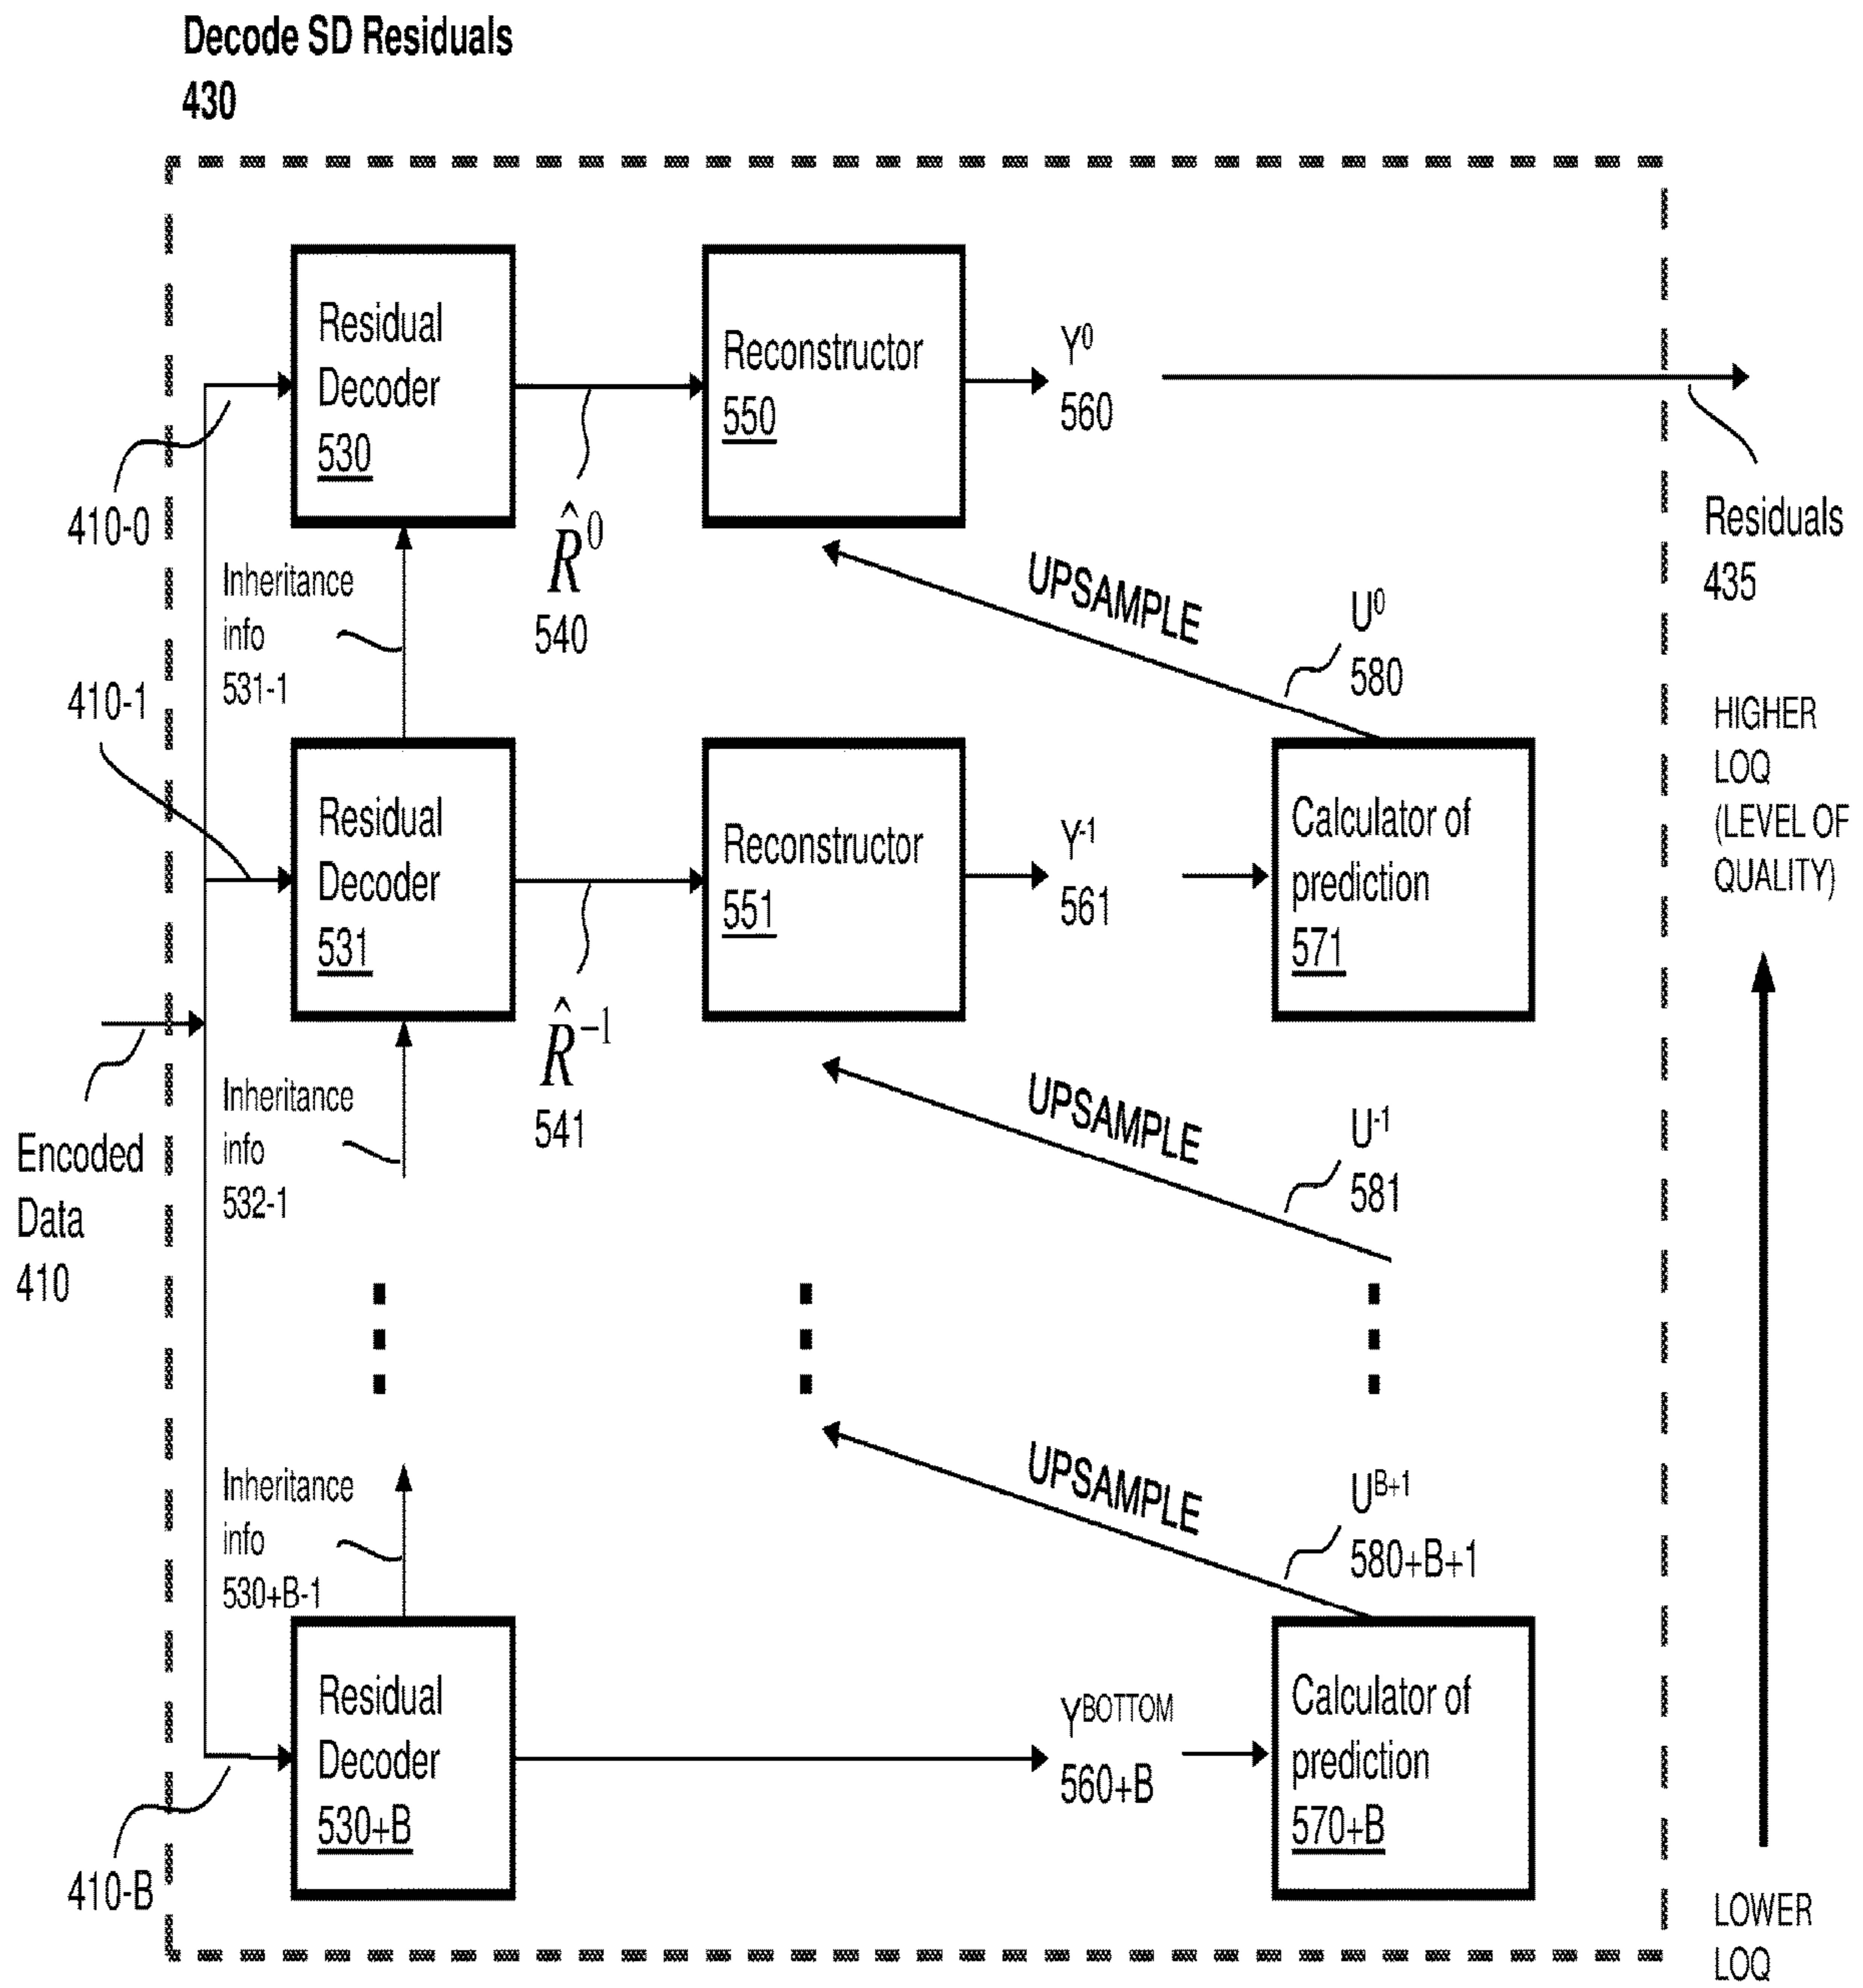 Decode SD Residuals
430
Residual
Decoder
530
Reconstructor
550
Y⁰
560
410-0
Inheritance
info
531-1
R̂⁰
540
UPSAMPLE
U⁰
580
Residuals
435
410-1
Residual
Decoder
531
Reconstructor
551
Y⁻¹
561
Calculator of
prediction
571
HIGHER
LOQ
(LEVEL OF
QUALITY)
Encoded
Data
410
Inheritance
info
532-1
R̂⁻¹
541
UPSAMPLE
U⁻¹
581
Inheritance
info
530+B-1
UPSAMPLE
Uᴮ⁺¹
580+B+1
410-B
Residual
Decoder
530+B
Y^BOTTOM
560+B
Calculator of
prediction
570+B
LOWER
LOQ